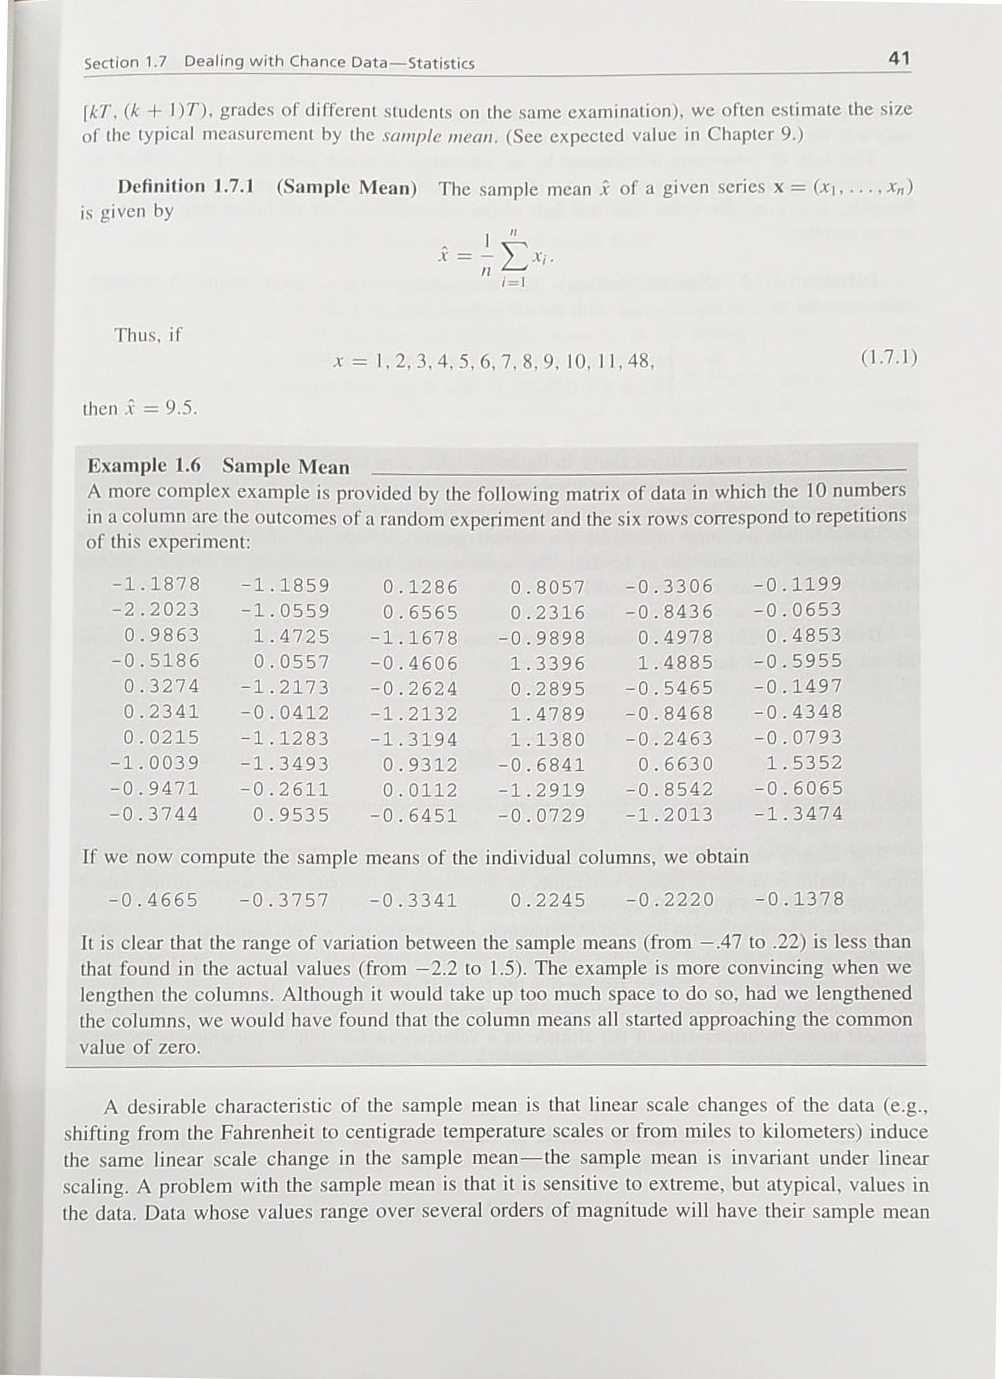 Section 1.7 Dealing with Chance Data—Statistics 41
[kT, (k + 1)T), grades of different students on the same examination), we often estimate the size
of the typical measurement by the sample mean. (See expected value in Chapter 9.)
Definition 1.7.1 (Sample Mean) The sample mean x̂ of a given series x = (x₁, . . . , xₙ)
is given by
x̂ = 1/n ∑ᵢ₌₁ⁿ xᵢ.
Thus, if
x = 1, 2, 3, 4, 5, 6, 7, 8, 9, 10, 11, 48, (1.7.1)
then x̂ = 9.5.
Example 1.6 Sample Mean
A more complex example is provided by the following matrix of data in which the 10 numbers
in a column are the outcomes of a random experiment and the six rows correspond to repetitions
of this experiment:
-1.1878 -1.1859 0.1286 0.8057 -0.3306 -0.1199
-2.2023 -1.0559 0.6565 0.2316 -0.8436 -0.0653
0.9863 1.4725 -1.1678 -0.9898 0.4978 0.4853
-0.5186 0.0557 -0.4606 1.3396 1.4885 -0.5955
0.3274 -1.2173 -0.2624 0.2895 -0.5465 -0.1497
0.2341 -0.0412 -1.2132 1.4789 -0.8468 -0.4348
0.0215 -1.1283 -1.3194 1.1380 -0.2463 -0.0793
-1.0039 -1.3493 0.9312 -0.6841 0.6630 1.5352
-0.9471 -0.2611 0.0112 -1.2919 -0.8542 -0.6065
-0.3744 0.9535 -0.6451 -0.0729 -1.2013 -1.3474
If we now compute the sample means of the individual columns, we obtain
-0.4665 -0.3757 -0.3341 0.2245 -0.2220 -0.1378
It is clear that the range of variation between the sample means (from −.47 to .22) is less than
that found in the actual values (from −2.2 to 1.5). The example is more convincing when we
lengthen the columns. Although it would take up too much space to do so, had we lengthened
the columns, we would have found that the column means all started approaching the common
value of zero.
A desirable characteristic of the sample mean is that linear scale changes of the data (e.g.,
shifting from the Fahrenheit to centigrade temperature scales or from miles to kilometers) induce
the same linear scale change in the sample mean—the sample mean is invariant under linear
scaling. A problem with the sample mean is that it is sensitive to extreme, but atypical, values in
the data. Data whose values range over several orders of magnitude will have their sample mean